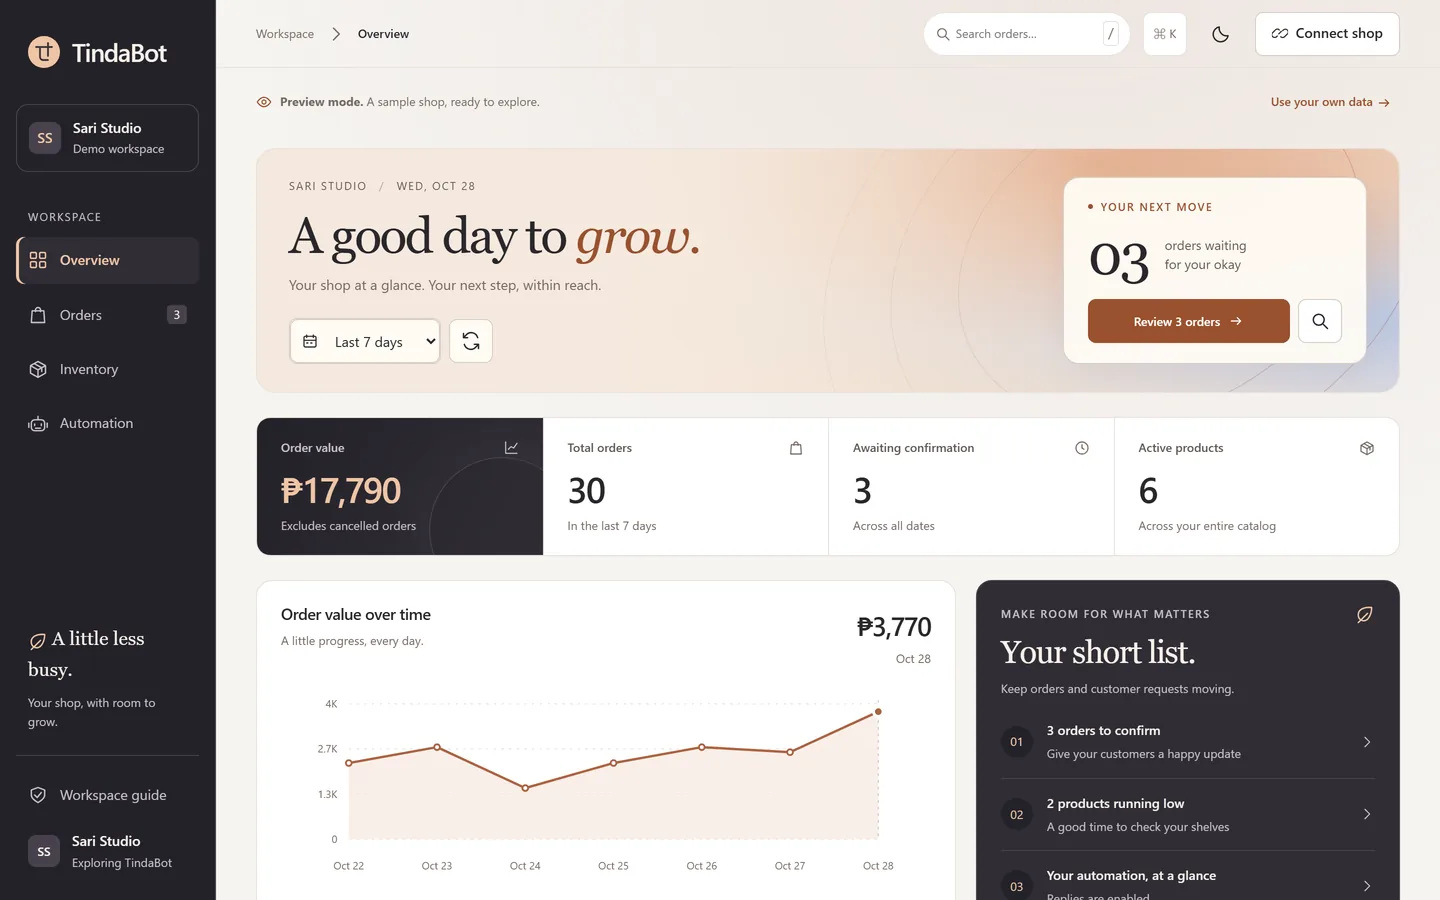 TindaBot
SS
Sari Studio
Demo workspace
WORKSPACE
Overview
Orders
3
Inventory
Automation
A little less
busy.
Your shop, with room to
grow.
Workspace guide
SS
Sari Studio
Exploring TindaBot
Workspace
Overview
Search orders...
/
⌘ K
Connect shop
Preview mode. A sample shop, ready to explore.
Use your own data →
SARI STUDIO / WED, OCT 28
A good day to grow.
Your shop at a glance. Your next step, within reach.
Last 7 days
YOUR NEXT MOVE
03
orders waiting
for your okay
Review 3 orders →
Order value
₱17,790
Excludes cancelled orders
Total orders
30
In the last 7 days
Awaiting confirmation
3
Across all dates
Active products
6
Across your entire catalog
Order value over time
A little progress, every day.
₱3,770
Oct 28
4K
2.7K
1.3K
0
Oct 22
Oct 23
Oct 24
Oct 25
Oct 26
Oct 27
Oct 28
MAKE ROOM FOR WHAT MATTERS
Your short list.
Keep orders and customer requests moving.
01
3 orders to confirm
Give your customers a happy update
02
2 products running low
A good time to check your shelves
03
Your automation, at a glance
Replies are enabled